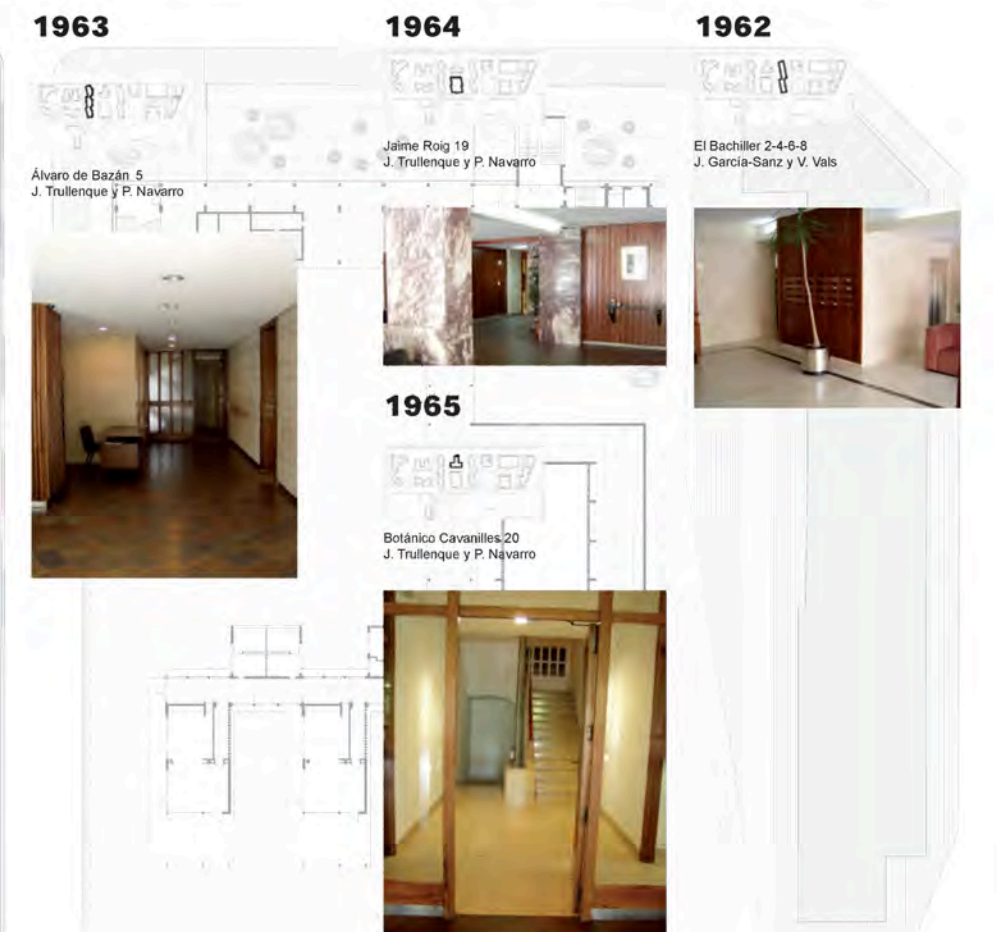 1963
Álvaro de Bazán 5
J. Trullenque y P. Navarro
1964
Jaime Roig 19
J. Trullenque y P. Navarro
1965
Botánico Cavanilles 20
J. Trullenque y P. Navarro
1962
El Bachiller 2-4-6-8
J. García-Sanz y V. Vals